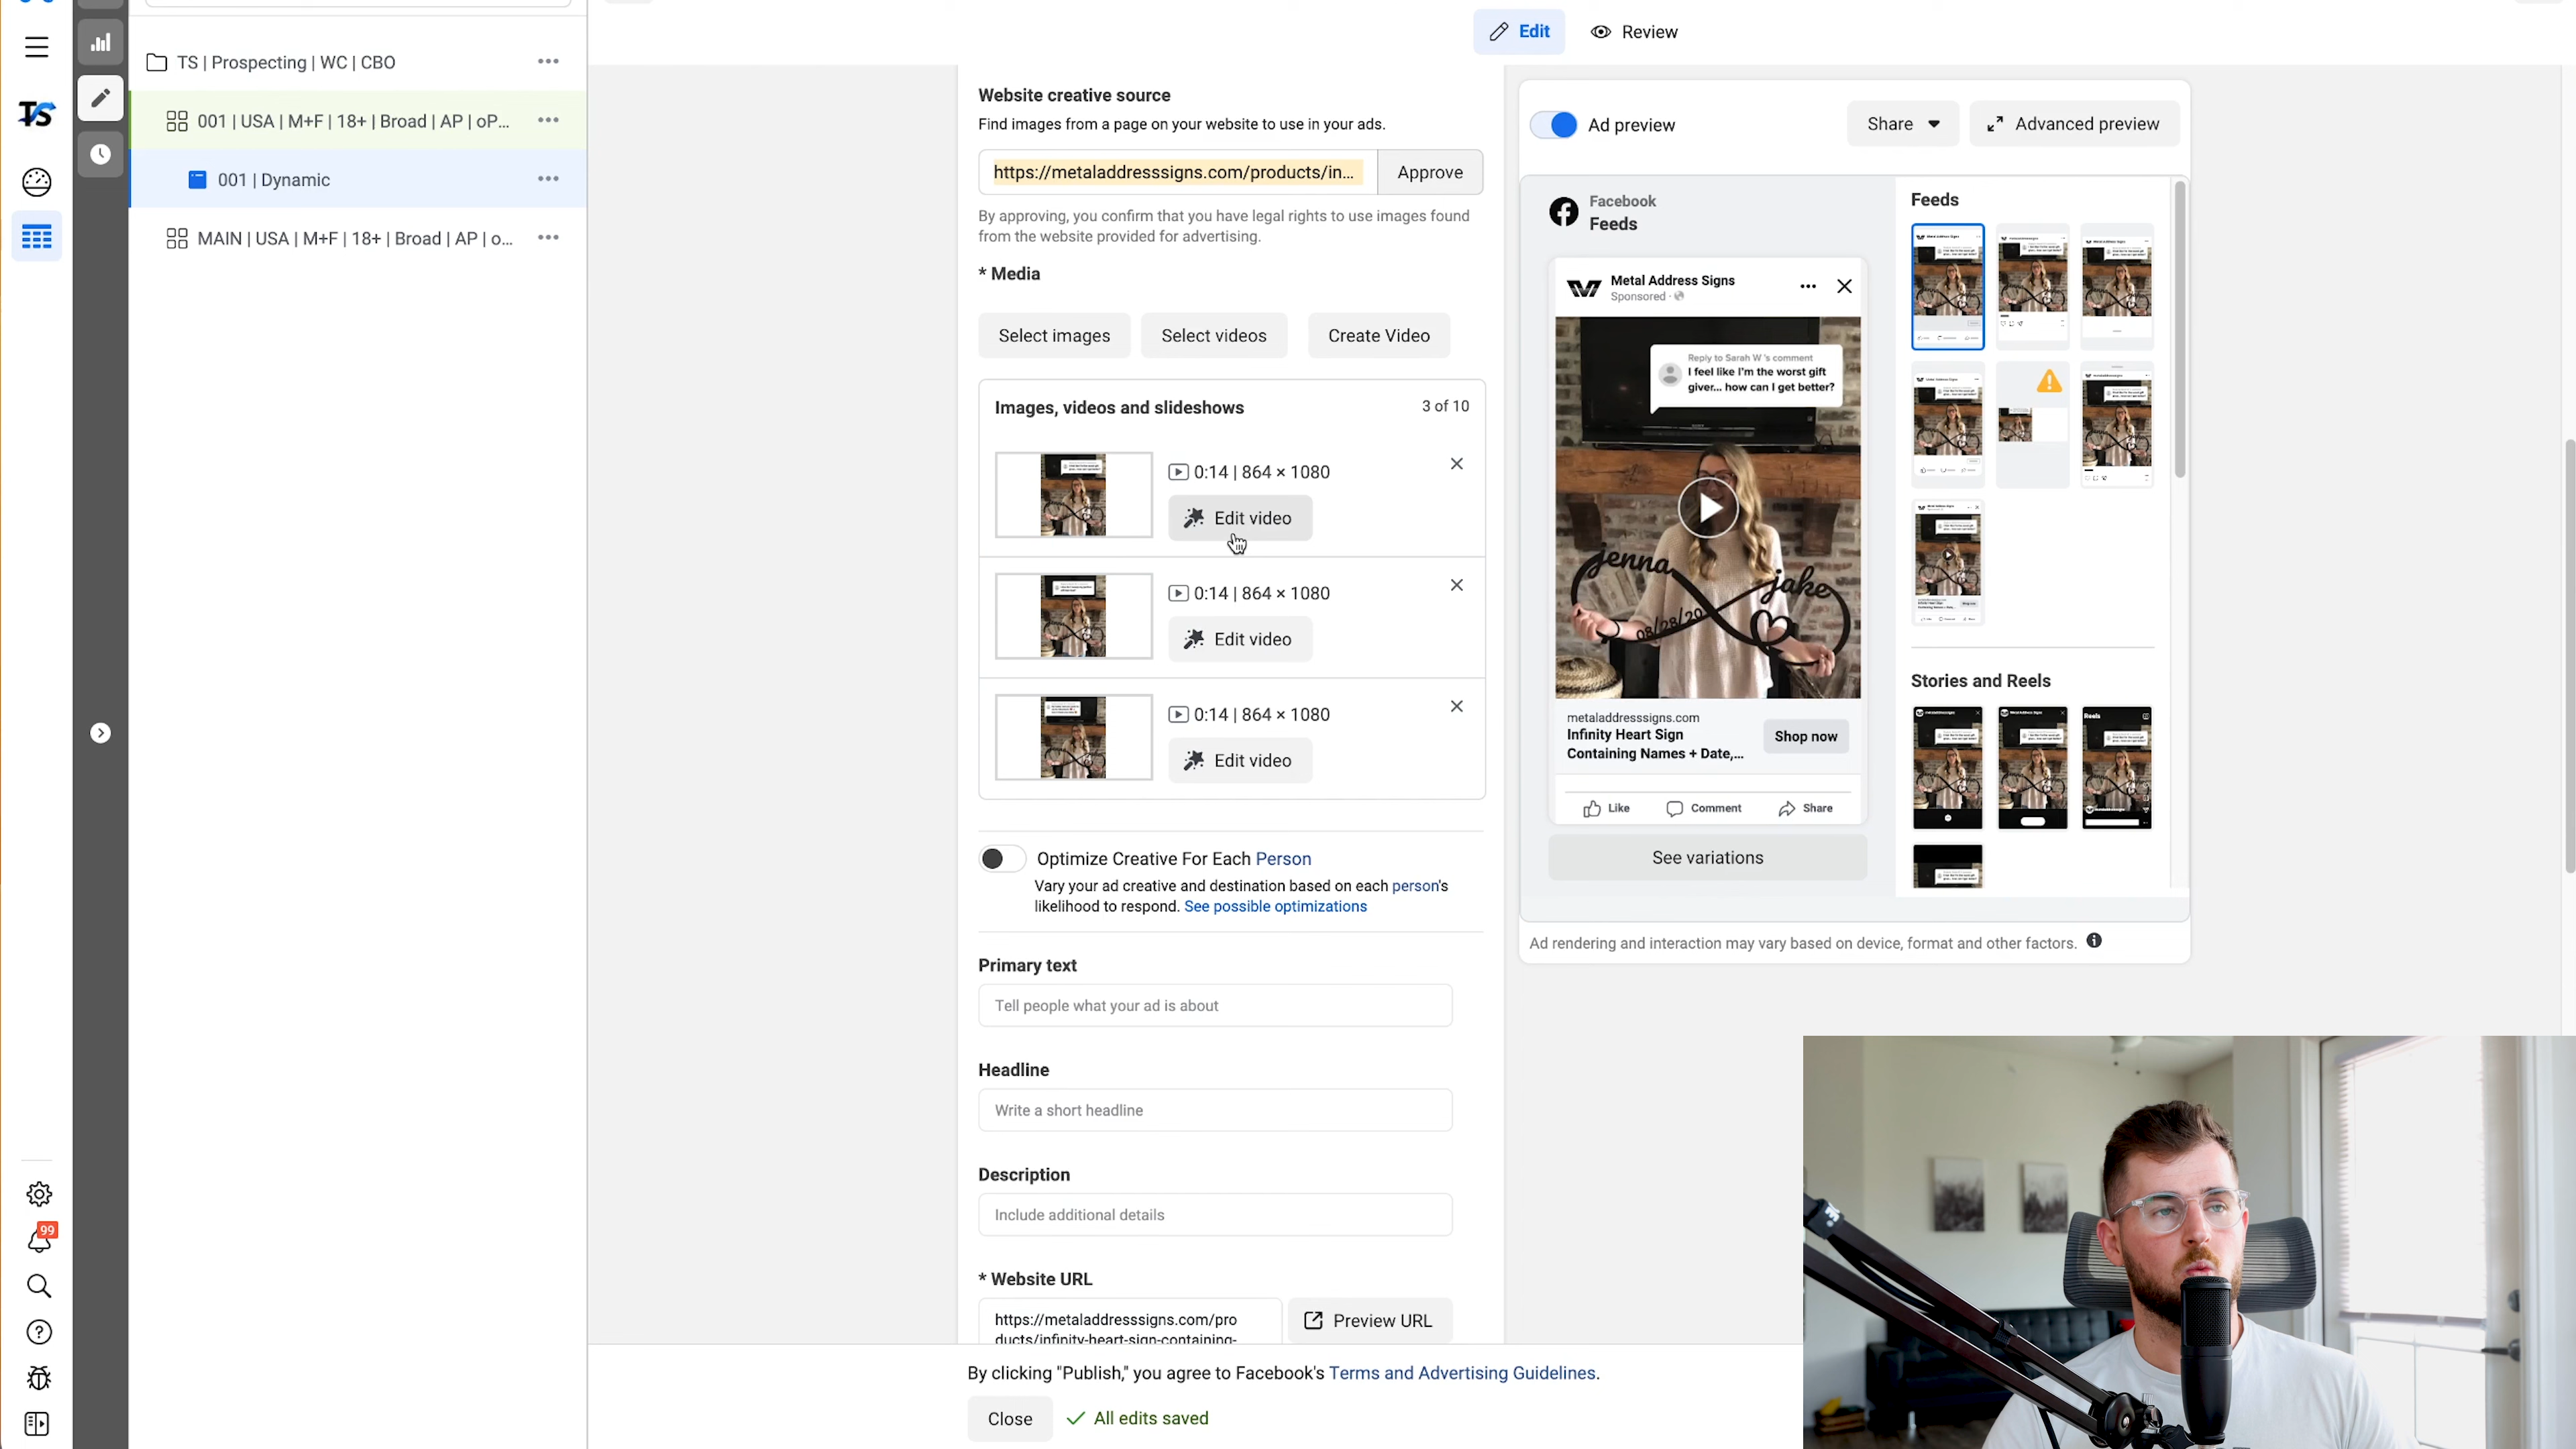 Edit
Review
TS | Prospecting | WC | CBO
001 | USA | M+F | 18+ | Broad | AP | oP...
001 | Dynamic
MAIN | USA | M+F | 18+ | Broad | AP | o...
TS
99
Website creative source
Find images from a page on your website to use in your ads.
https://metaladdresssigns.com/products/in...
Approve
By approving, you confirm that you have legal rights to use images found
from the website provided for advertising.
* Media
Select images
Select videos
Create Video
Images, videos and slideshows
3 of 10
0:14 | 864 × 1080
Edit video
0:14 | 864 × 1080
Edit video
0:14 | 864 × 1080
Edit video
Optimize Creative For Each Person
Vary your ad creative and destination based on each person's
likelihood to respond. See possible optimizations
Primary text
Tell people what your ad is about
Headline
Write a short headline
Description
Include additional details
* Website URL
https://metaladdresssigns.com/pro
ducts/infinity-heart-sign-containing-
Preview URL
By clicking "Publish," you agree to Facebook's Terms and Advertising Guidelines.
Close
All edits saved
Ad preview
Share
Advanced preview
Facebook
Feeds
Metal Address Signs
Sponsored ·
Reply to Sarah W 's comment
I feel like I'm the worst gift
giver... how can I get better?
jenna
jake
08/28/20
metaladdresssigns.com
Infinity Heart Sign
Containing Names + Date,...
Shop now
Like
Comment
Share
See variations
Feeds
Stories and Reels
Reels
Ad rendering and interaction may vary based on device, format and other factors.